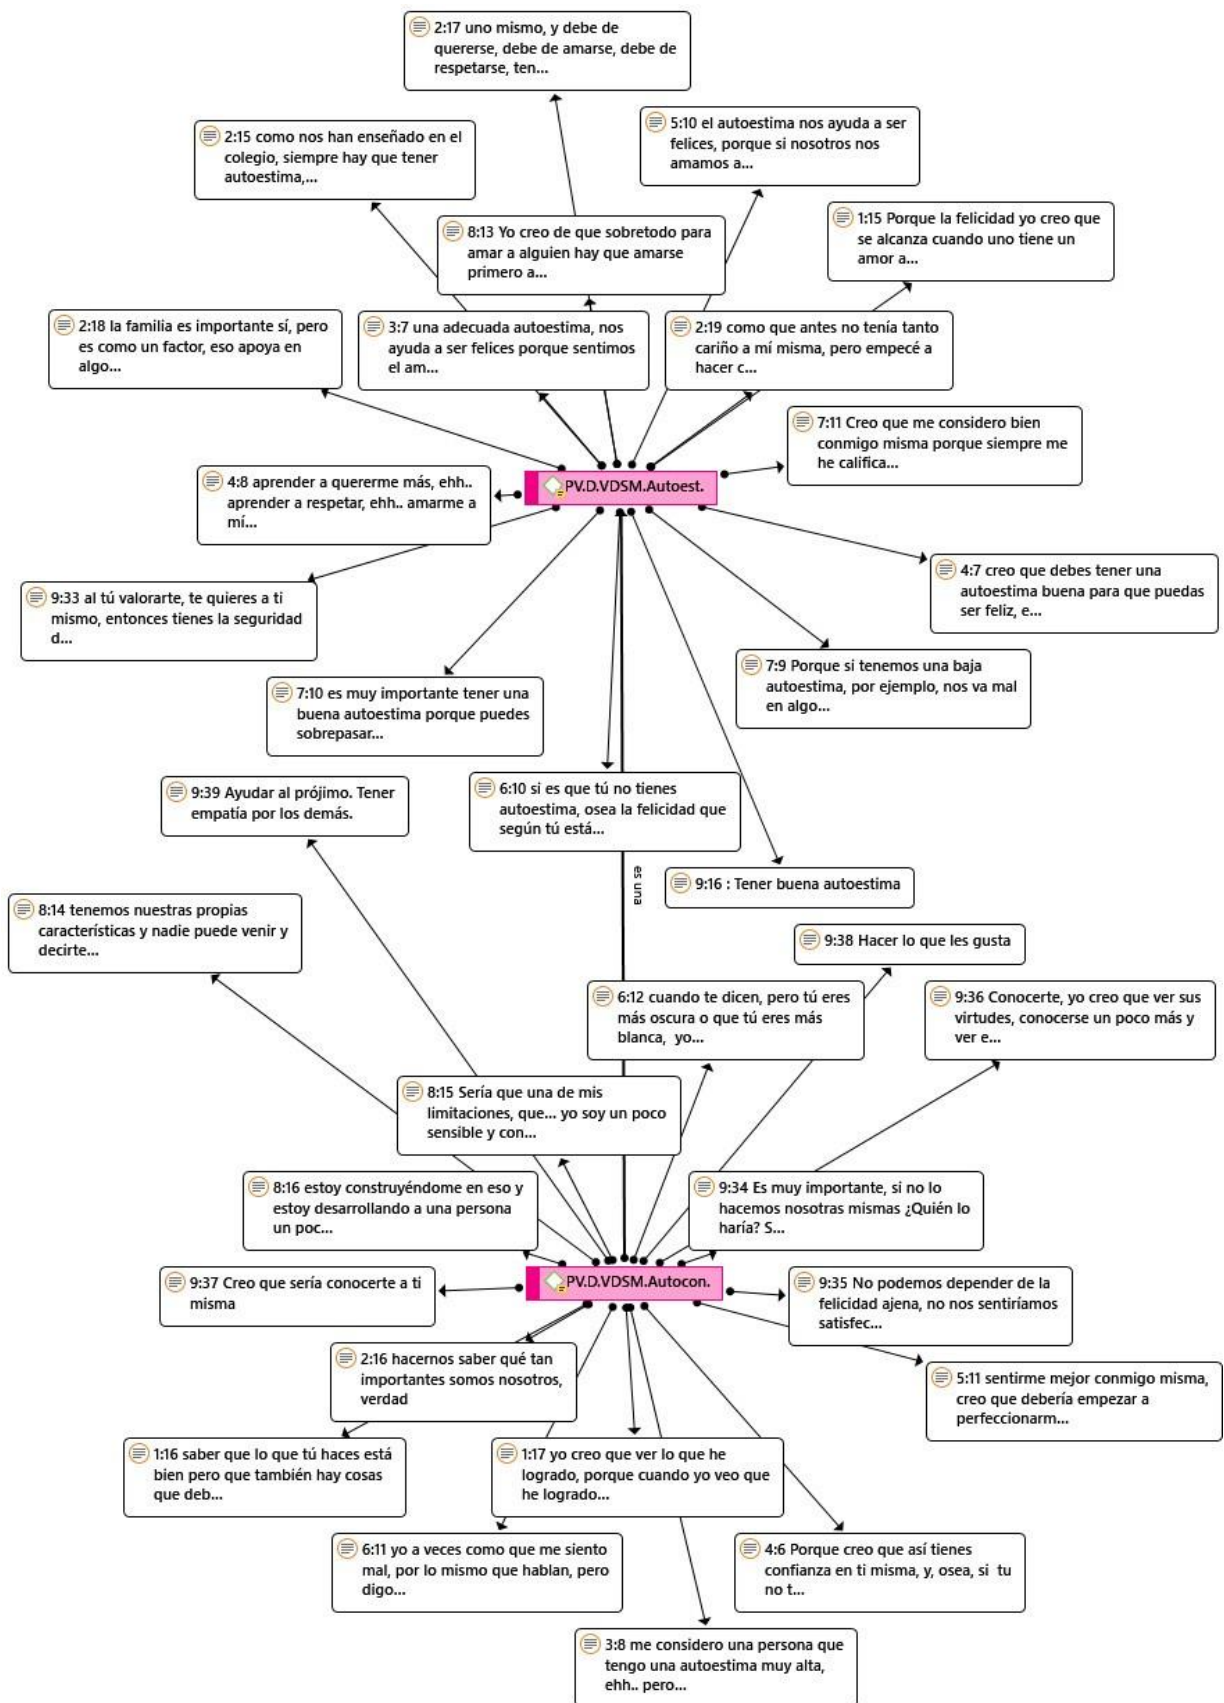 2:17 uno mismo, y debe de
quererse, debe de amarse, debe de
respetarse, ten...
2:15 como nos han enseñado en el
colegio, siempre hay que tener
autoestima,...
5:10 el autoestima nos ayuda a ser
felices, porque si nosotros nos
amamos a...
8:13 Yo creo de que sobretodo para
amar a alguien hay que amarse
primero a...
1:15 Porque la felicidad yo creo que
se alcanza cuando uno tiene un
amor a...
2:18 la familia es importante sí, pero
es como un factor, eso apoya en
algo...
3:7 una adecuada autoestima, nos
ayuda a ser felices porque sentimos
el am...
2:19 como que antes no tenía tanto
cariño a mí misma, pero empecé a
hacer c...
7:11 Creo que me considero bien
conmigo misma porque siempre me
he califica...
4:8 aprender a quererme más, ehh..
aprender a respetar, ehh.. amarme a
mí...
PV.D.VDSM.Autoest.
4:7 creo que debes tener una
autoestima buena para que puedas
ser feliz, e...
9:33 al tú valorarte, te quieres a ti
mismo, entonces tienes la seguridad
d...
7:10 es muy importante tener una
buena autoestima porque puedes
sobrepasar...
7:9 Porque si tenemos una baja
autoestima, por ejemplo, nos va mal
en algo...
9:39 Ayudar al prójimo. Tener
empatía por los demás.
6:10 si es que tú no tienes
autoestima, osea la felicidad que
según tú está...
es una
9:16 : Tener buena autoestima
8:14 tenemos nuestras propias
características y nadie puede venir y
decirte...
9:38 Hacer lo que les gusta
6:12 cuando te dicen, pero tú eres
más oscura o que tú eres más
blanca, yo...
9:36 Conocerte, yo creo que ver sus
virtudes, conocerse un poco más y
ver e...
8:15 Sería que una de mis
limitaciones, que... yo soy un poco
sensible y con...
8:16 estoy construyéndome en eso y
estoy desarrollando a una persona
un poc...
9:34 Es muy importante, si no lo
hacemos nosotras mismas ¿Quién lo
haría? S...
9:37 Creo que sería conocerte a ti
misma
PV.D.VDSM.Autocon.
9:35 No podemos depender de la
felicidad ajena, no nos sentiríamos
satisfec...
2:16 hacernos saber qué tan
importantes somos nosotros,
verdad
5:11 sentirme mejor conmigo misma,
creo que debería empezar a
perfeccionarm...
1:16 saber que lo que tú haces está
bien pero que también hay cosas
que deb...
1:17 yo creo que ver lo que he
logrado, porque cuando yo veo que
he logrado...
6:11 yo a veces como que me siento
mal, por lo mismo que hablan, pero
digo...
4:6 Porque creo que así tienes
confianza en ti misma, y, osea, si tu
no t...
3:8 me considero una persona que
tengo una autoestima muy alta,
ehh.. pero...